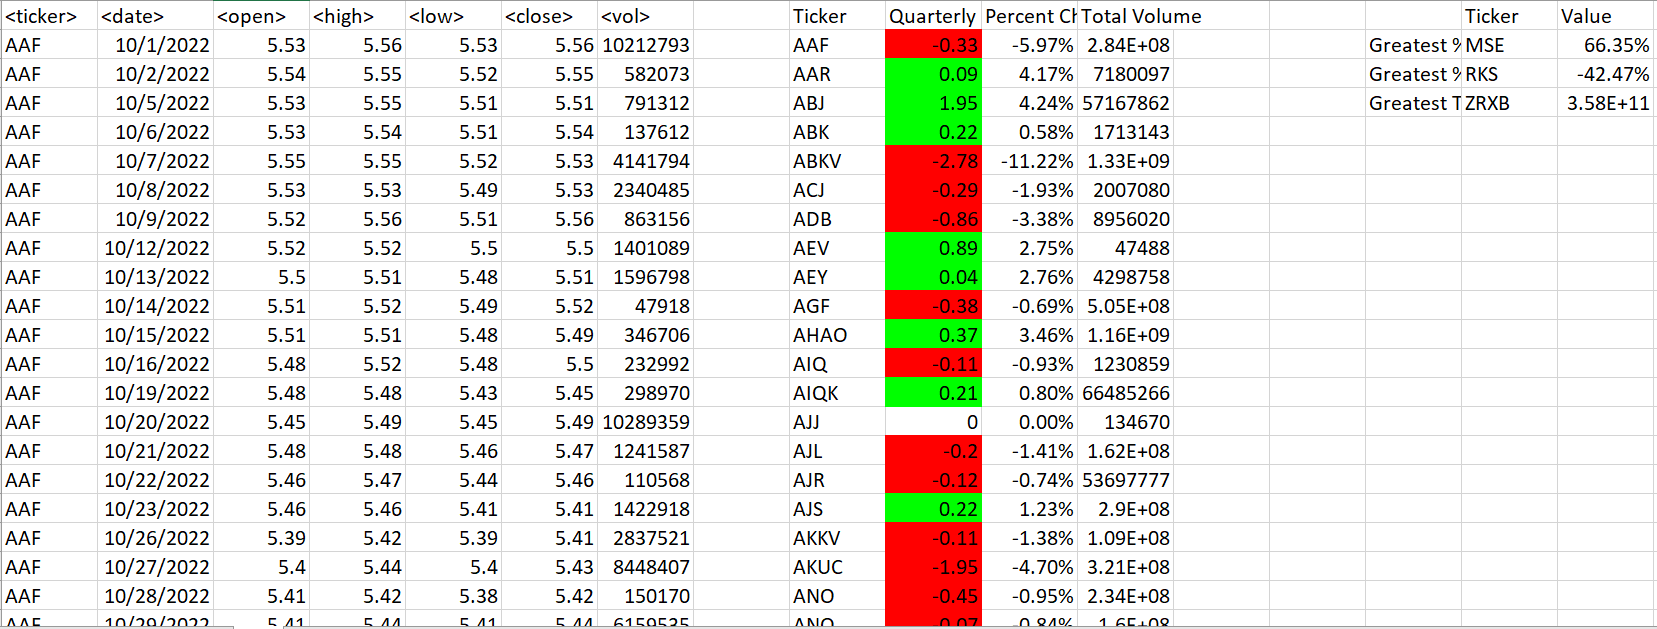 <ticker> <date> <open> <high> <low> <close> <vol> Ticker Quarterly Percent Ch Total Volume Ticker Value
AAF 10/1/2022 5.53 5.56 5.53 5.56 10212793 AAF -0.33 -5.97% 2.84E+08 Greatest % MSE 66.35%
AAF 10/2/2022 5.54 5.55 5.52 5.55 582073 AAR 0.09 4.17% 7180097 Greatest % RKS -42.47%
AAF 10/5/2022 5.53 5.55 5.51 5.51 791312 ABJ 1.95 4.24% 57167862 Greatest T ZRXB 3.58E+11
AAF 10/6/2022 5.53 5.54 5.51 5.54 137612 ABK 0.22 0.58% 1713143
AAF 10/7/2022 5.55 5.55 5.52 5.53 4141794 ABKV -2.78 -11.22% 1.33E+09
AAF 10/8/2022 5.53 5.53 5.49 5.53 2340485 ACJ -0.29 -1.93% 2007080
AAF 10/9/2022 5.52 5.56 5.51 5.56 863156 ADB -0.86 -3.38% 8956020
AAF 10/12/2022 5.52 5.52 5.5 5.5 1401089 AEV 0.89 2.75% 47488
AAF 10/13/2022 5.5 5.51 5.48 5.51 1596798 AEY 0.04 2.76% 4298758
AAF 10/14/2022 5.51 5.52 5.49 5.52 47918 AGF -0.38 -0.69% 5.05E+08
AAF 10/15/2022 5.51 5.51 5.48 5.49 346706 AHAO 0.37 3.46% 1.16E+09
AAF 10/16/2022 5.48 5.52 5.48 5.5 232992 AIQ -0.11 -0.93% 1230859
AAF 10/19/2022 5.48 5.48 5.43 5.45 298970 AIQK 0.21 0.80% 66485266
AAF 10/20/2022 5.45 5.49 5.45 5.49 10289359 AJJ 0 0.00% 134670
AAF 10/21/2022 5.48 5.48 5.46 5.47 1241587 AJL -0.2 -1.41% 1.62E+08
AAF 10/22/2022 5.46 5.47 5.44 5.46 110568 AJR -0.12 -0.74% 53697777
AAF 10/23/2022 5.46 5.46 5.41 5.41 1422918 AJS 0.22 1.23% 2.9E+08
AAF 10/26/2022 5.39 5.42 5.39 5.41 2837521 AKKV -0.11 -1.38% 1.09E+08
AAF 10/27/2022 5.4 5.44 5.4 5.43 8448407 AKUC -1.95 -4.70% 3.21E+08
AAF 10/28/2022 5.41 5.42 5.38 5.42 150170 ANO -0.45 -0.95% 2.34E+08
AAF 10/29/2022 5.41 5.44 5.41 5.44 6159535 -0.07 -0.84% 1.6E+08